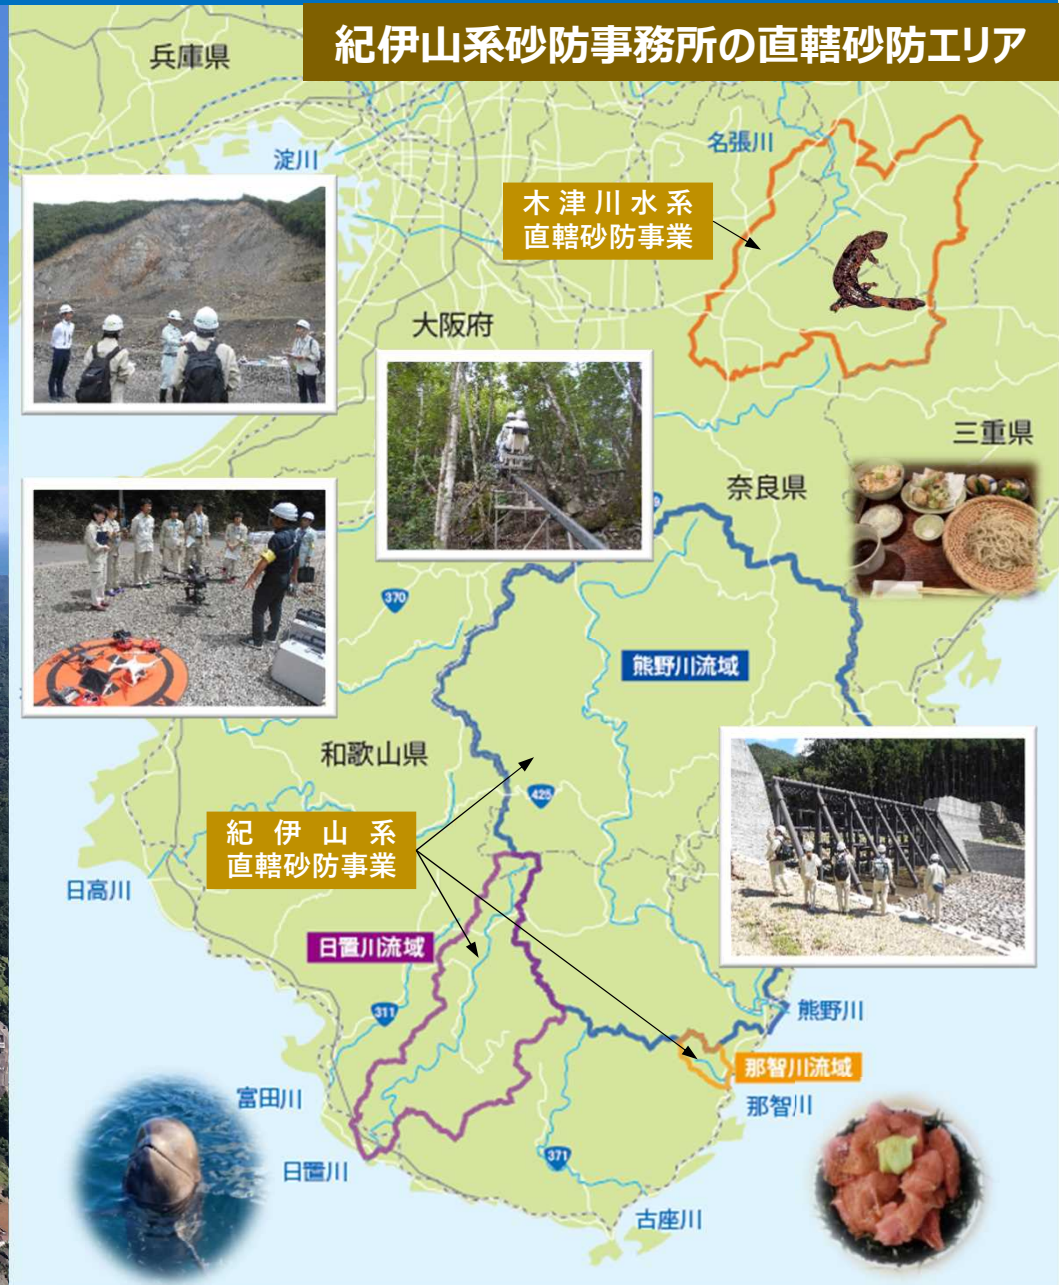 紀伊山系砂防事務所の直轄砂防エリア
兵庫県
淀川
名張川
木津川水系
直轄砂防事業
大阪府
三重県
奈良県
370
熊野川流域
和歌山県
425
紀伊山系
直轄砂防事業
日高川
日置川流域
311
熊野川
那智川流域
富田川
那智川
371
日置川
古座川